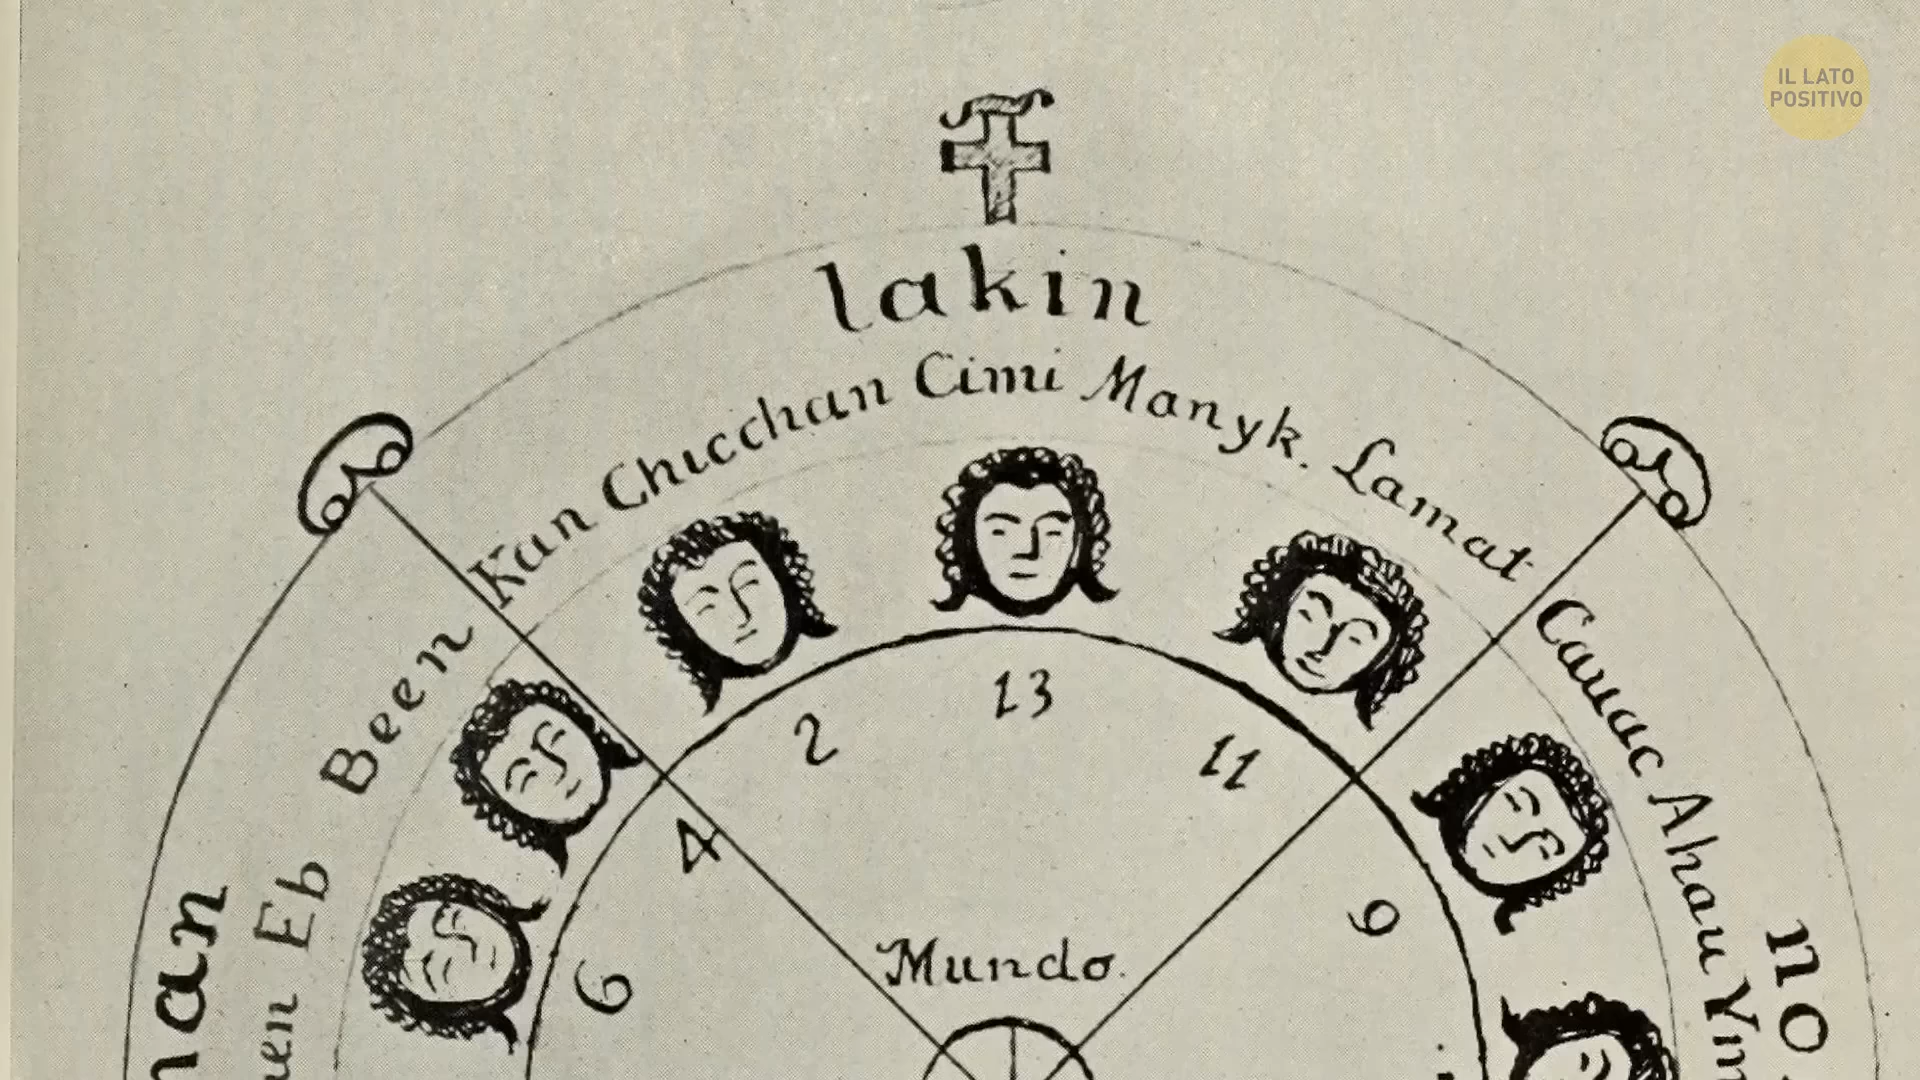 IL LATO
POSITIVO
lakin
Kan Chicchan Cimi Manyk. Lamat
Been
Eb
Cauac Ahau
2
13
11
4
9
6
Mundo.
no